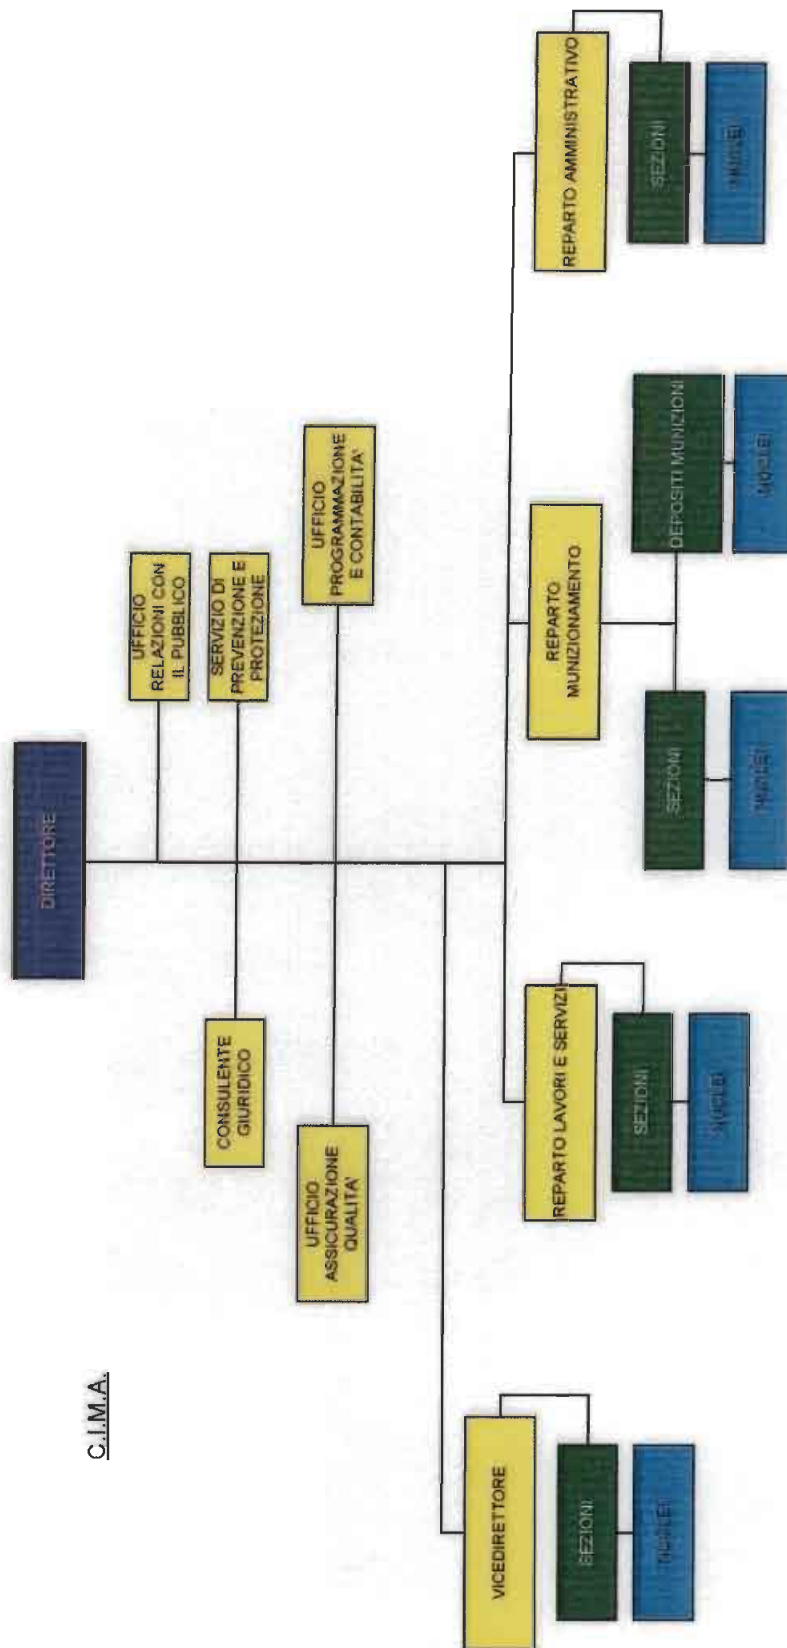 C.I.M.A.
DIRETTORE
UFFICIO
RELAZIONI CON
IL PUBBLICO
CONSULENTE
GIURIDICO
SERVIZIO DI
PREVENZIONE E
PROTEZIONE
UFFICIO
ASSICURAZIONE
QUALITA'
UFFICIO
PROGRAMMAZIONE
E CONTABILITA'
VICEDIRETTORE
SEZIONI
NUCLEI
REPARTO LAVORI E SERVIZI
SEZIONI
NUCLEI
REPARTO
MUNIZIONAMENTO
SEZIONI
NUCLEI
DEPOSITI MUNIZIONI
NUCLEI
REPARTO AMMINISTRATIVO
SEZIONI
NUCLEI